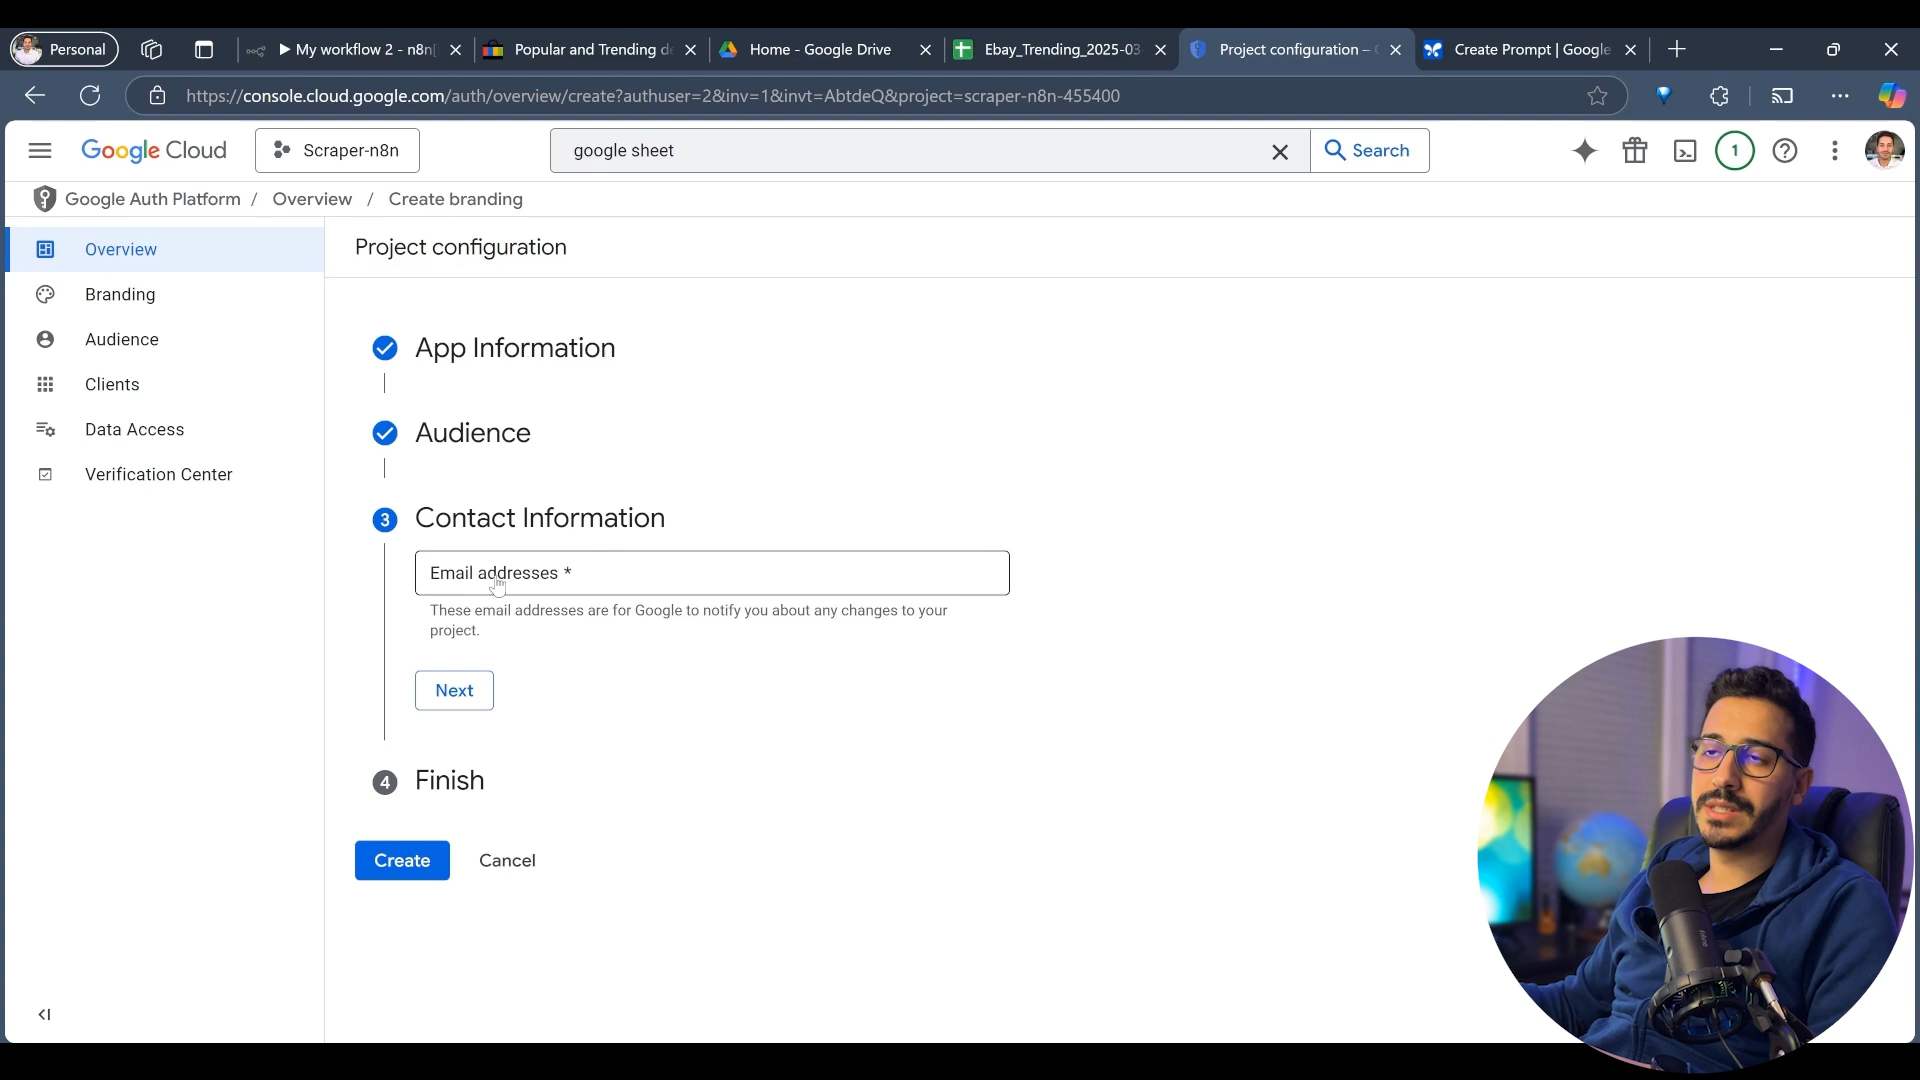 Personal
My workflow 2 - n8n
Popular and Trending de
Home - Google Drive
Ebay_Trending_2025-03
Project configuration –
Create Prompt | Google
https://console.cloud.google.com/auth/overview/create?authuser=2&inv=1&invt=AbtdeQ&project=scraper-n8n-455400
Google Cloud
Scraper-n8n
google sheet
Search
1
Google Auth Platform / Overview / Create branding
Overview
Branding
Audience
Clients
Data Access
Verification Center
Project configuration
App Information
Audience
3 Contact Information
Email addresses *
These email addresses are for Google to notify you about any changes to your
project.
Next
4 Finish
Create
Cancel